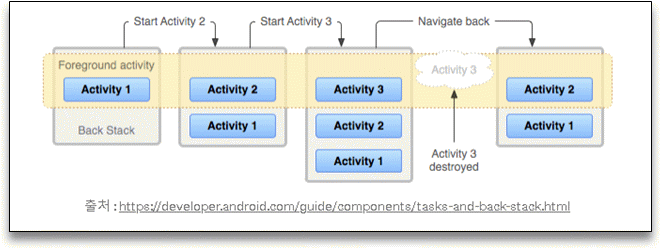 Start Activity 2
Start Activity 3
Navigate back
Foreground activity
Activity 1
Activity 2
Activity 3
Activity 3
Activity 2
Back Stack
Activity 1
Activity 2
Activity 1
Activity 1
Activity 3
destroyed
출처 : https://developer.android.com/guide/components/tasks-and-back-stack.html